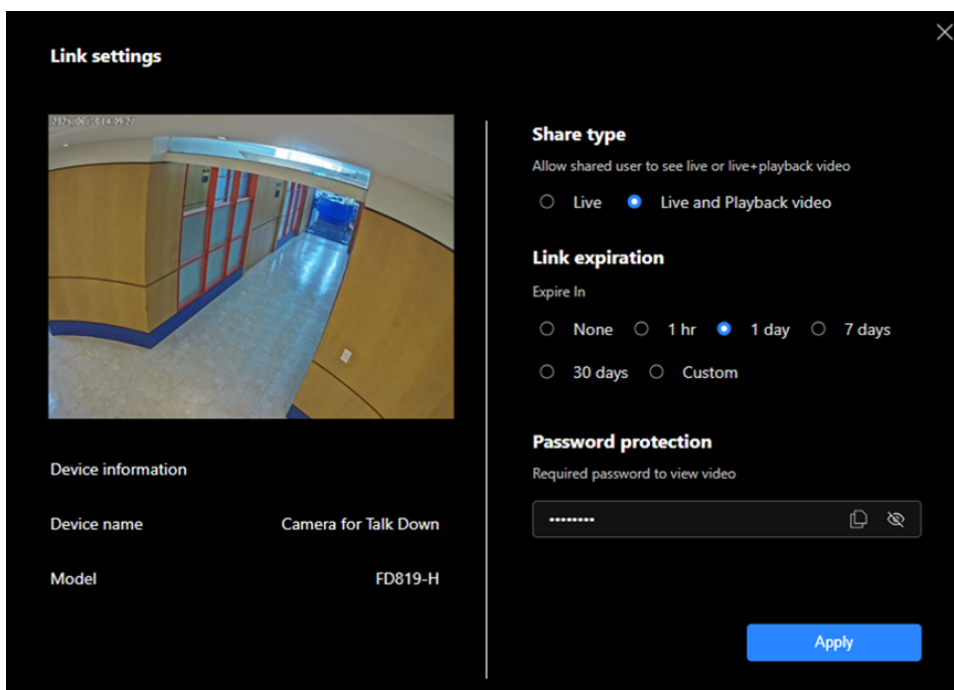 Link settings
Share type
Allow shared user to see live or live+playback video
Live
Live and Playback video
Link expiration
Expire In
None
1 hr
1 day
7 days
30 days
Custom
Password protection
Required password to view video
••••••••
Apply
Device information
Device name
Camera for Talk Down
Model
FD819-H